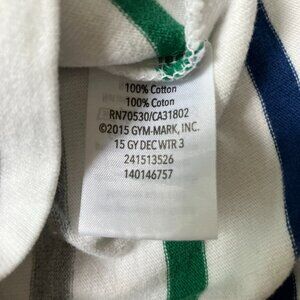 100% Cotton
100% Coton
RN70530/CA31802
©2015 GYM-MARK, INC.
15 GY DEC WTR 3
241513526
140146757